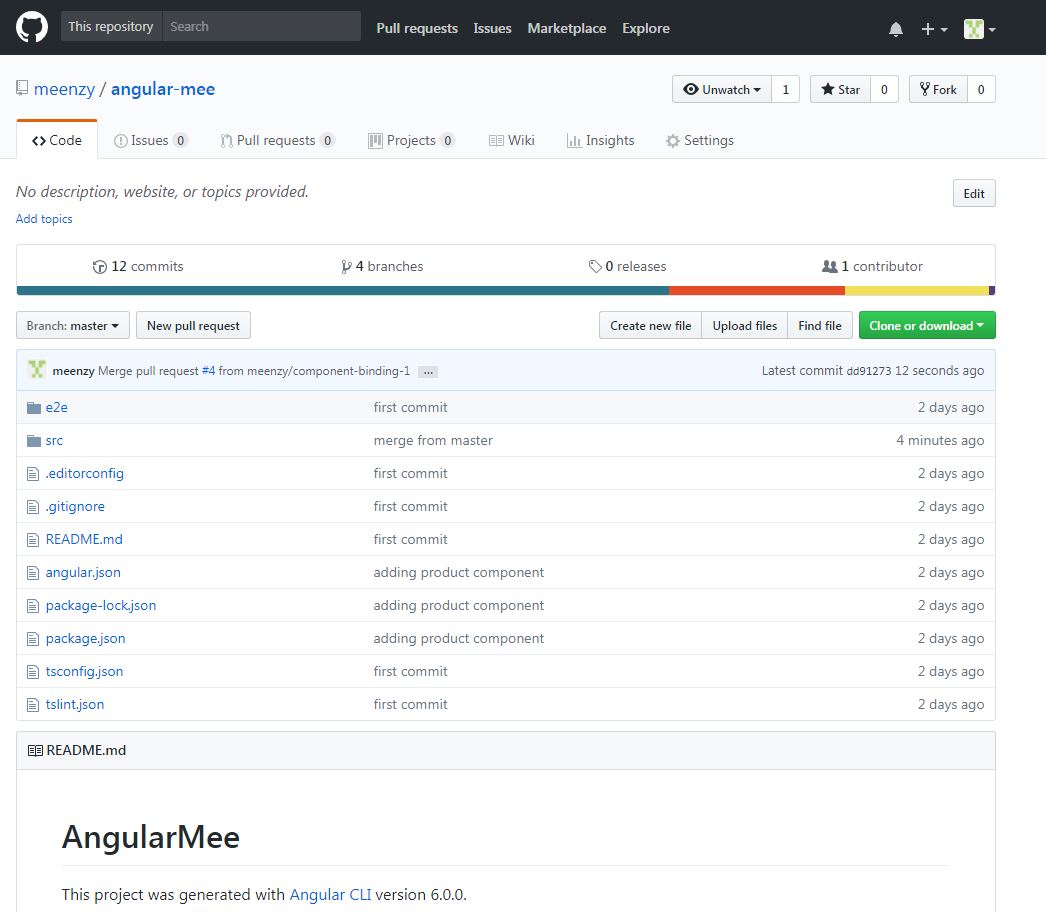 This repository Search Pull requests Issues Marketplace Explore
meenzy / angular-mee Unwatch 1 Star 0 Fork 0
Code Issues 0 Pull requests 0 Projects 0 Wiki Insights Settings
No description, website, or topics provided. Edit
Add topics
12 commits 4 branches 0 releases 1 contributor
Branch: master New pull request Create new file Upload files Find file Clone or download
meenzy Merge pull request #4 from meenzy/component-binding-1 ... Latest commit dd91273 12 seconds ago
e2e first commit 2 days ago
src merge from master 4 minutes ago
.editorconfig first commit 2 days ago
.gitignore first commit 2 days ago
README.md first commit 2 days ago
angular.json adding product component 2 days ago
package-lock.json adding product component 2 days ago
package.json adding product component 2 days ago
tsconfig.json first commit 2 days ago
tslint.json first commit 2 days ago
README.md
AngularMee
This project was generated with Angular CLI version 6.0.0.